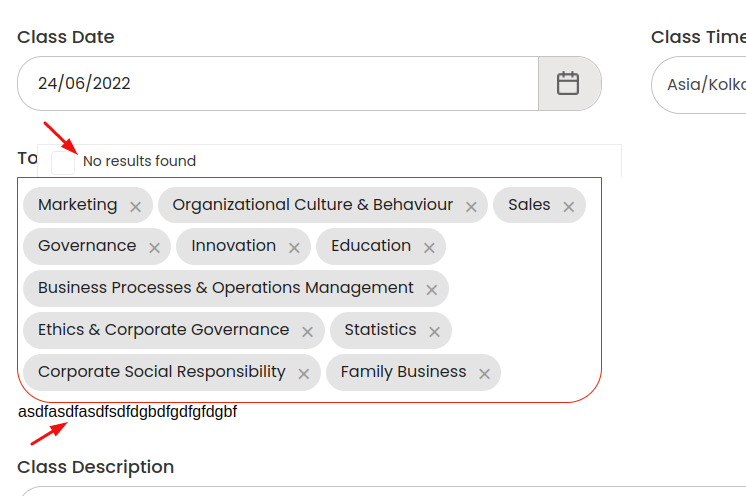 Class Date
Class Time
24/06/2022
Asia/Kolka
To
No results found
Marketing
Organizational Culture & Behaviour
Sales
Governance
Innovation
Education
Business Processes & Operations Management
Ethics & Corporate Governance
Statistics
Corporate Social Responsibility
Family Business
asdfasdfasdfsdfdgbdfgdfgfdgbf
Class Description